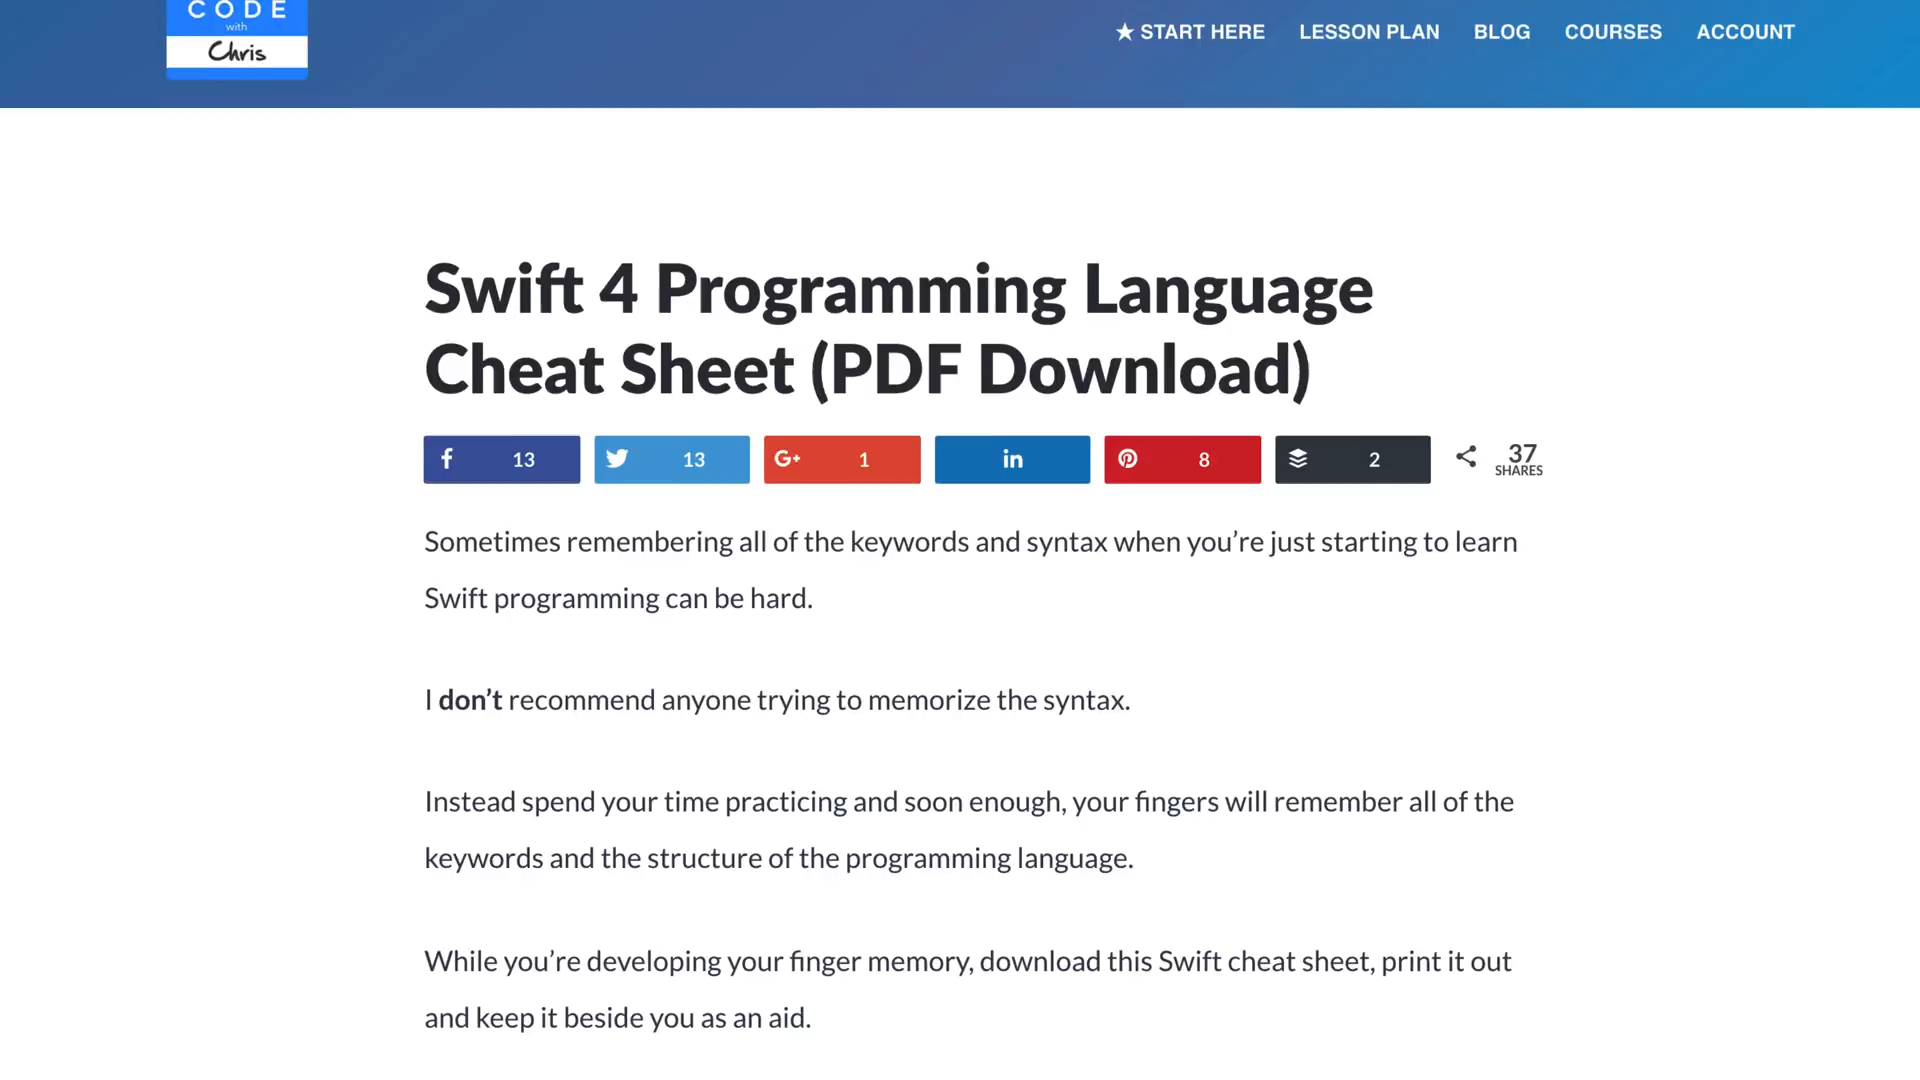 CODE
with
Chris
★ START HERE LESSON PLAN BLOG COURSES ACCOUNT
Swift 4 Programming Language
Cheat Sheet (PDF Download)
13 13 G+ 1 in 8 2 37
SHARES
Sometimes remembering all of the keywords and syntax when you’re just starting to learn
Swift programming can be hard.
I don’t recommend anyone trying to memorize the syntax.
Instead spend your time practicing and soon enough, your fingers will remember all of the
keywords and the structure of the programming language.
While you’re developing your finger memory, download this Swift cheat sheet, print it out
and keep it beside you as an aid.